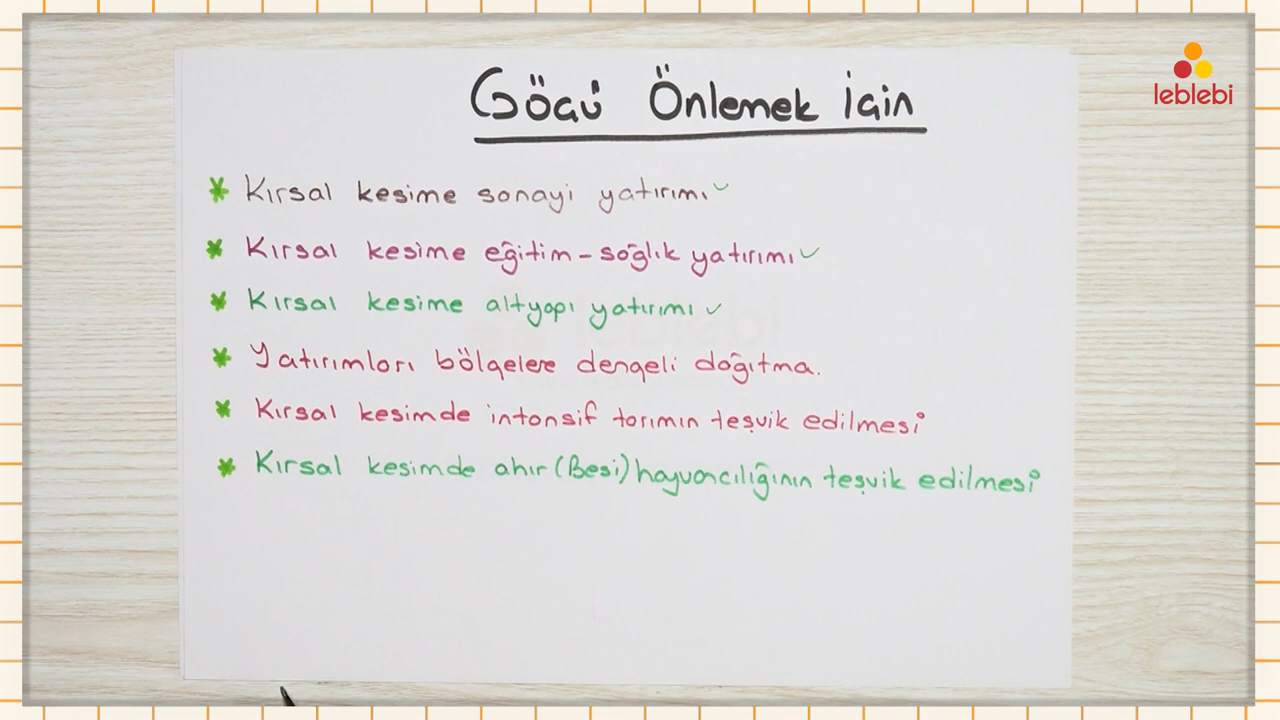 Göçü Önlemek İçin
leblebi
* Kırsal kesime sanayi yatırımı ✓
* Kırsal kesime eğitim - sağlık yatırımı ✓
* Kırsal kesime altyapı yatırımı ✓
* Yatırımları bölgelere dengeli dağıtma.
* Kırsal kesimde intansif tarımın teşvik edilmesi
* Kırsal kesimde ahır (Besi) hayvancılığının teşvik edilmesi
leblebi